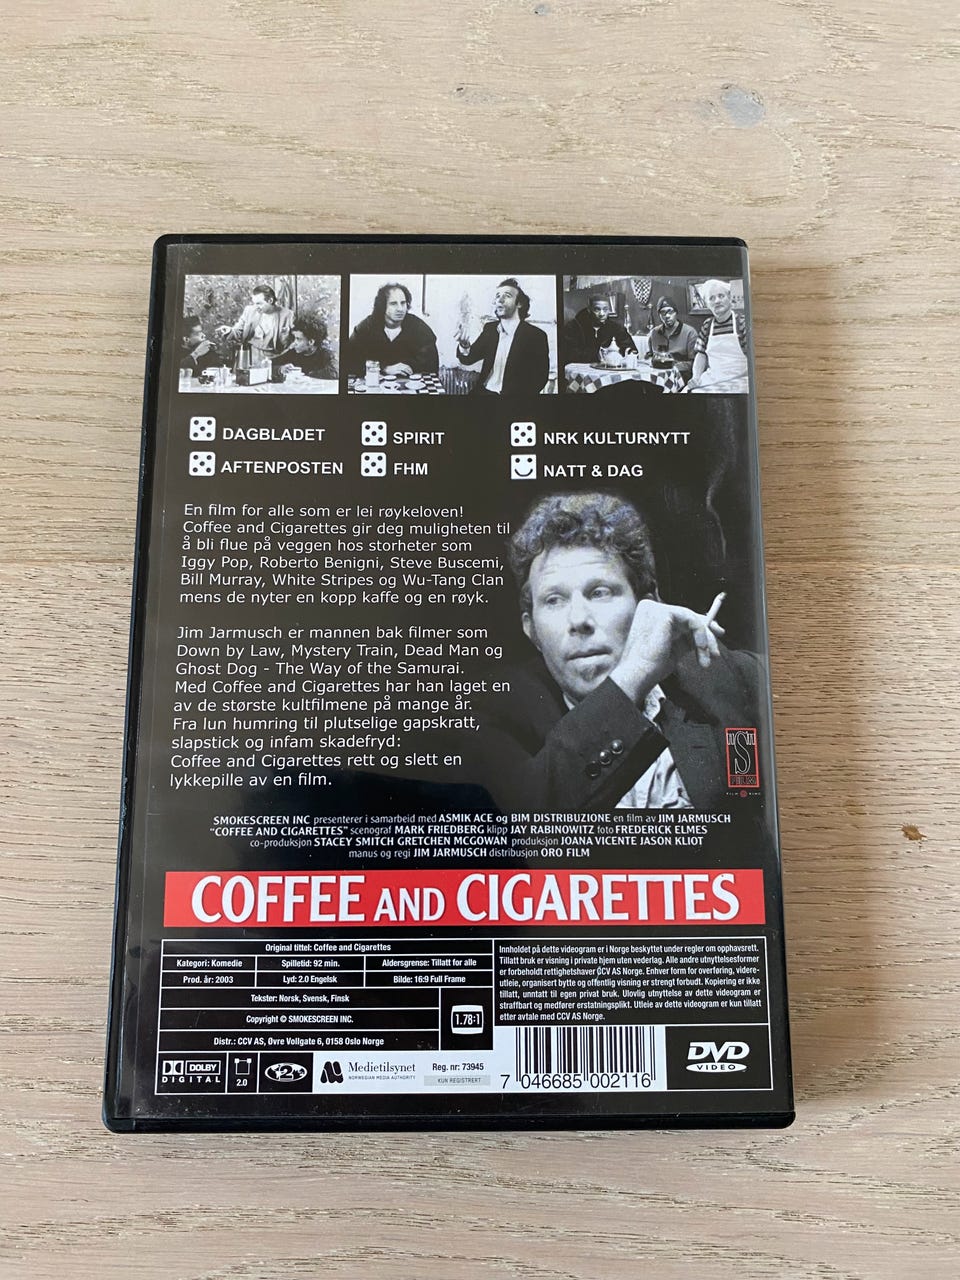 DAGBLADET
SPIRIT
NRK KULTURNYTT
AFTENPOSTEN
FHM
NATT & DAG
En film for alle som er lei røykeloven!
Coffee and Cigarettes gir deg muligheten til
å bli flue på veggen hos storheter som
Iggy Pop, Roberto Benigni, Steve Buscemi,
Bill Murray, White Stripes og Wu-Tang Clan
mens de nyter en kopp kaffe og en røyk.
Jim Jarmusch er mannen bak filmer som
Down by Law, Mystery Train, Dead Man og
Ghost Dog - The Way of the Samurai.
Med Coffee and Cigarettes har han laget en
av de største kultfilmene på mange år.
Fra lun humring til plutselige gapskratt,
slapstick og infam skadefryd:
Coffee and Cigarettes rett og slett en
lykkepille av en film.
SMOKESCREEN INC presenterer i samarbeid med ASMIK ACE og BIM DISTRIBUZIONE en film av JIM JARMUSCH
"COFFEE AND CIGARETTES" scenograf MARK FRIEDBERG klipp JAY RABINOWITZ foto FREDERICK ELMES
co-produksjon STACEY SMITCH GRETCHEN MCGOWAN produksjon JOANA VICENTE JASON KLIOT
manus og regi JIM JARMUSCH distribusjon ORO FILM
COFFEE AND CIGARETTES
Original tittel: Coffee and Cigarettes
Kategori: Komedie
Spilletid: 92 min.
Aldersgrense: Tillatt for alle
Prod. år: 2003
Lyd: 2.0 Engelsk
Bilde: 16:9 Full Frame
Tekster: Norsk, Svensk, Finsk
Copyright © SMOKESCREEN INC.
1.78:1
Distr.: CCV AS, Øvre Vollgate 6, 0158 Oslo Norge
Innholdet på dette videogram er i Norge beskyttet under regler om opphavsrett.
Tillatt bruk er visning i private hjem uten vederlag. Alle andre utnyttelsesformer
er forbeholdt rettighetshaver CCV AS Norge. Enhver form for overføring, videre-
utleie, organisert bytte og offentlig visning er strengt forbudt. Kopiering er ikke
tillatt, unntatt til egen privat bruk. Ulovlig utnyttelse av dette videogram er
straffbart og medfører erstatningsplikt. Utleie av dette videogram er kun tillatt
etter avtale med CCV AS Norge.
DOLBY
DIGITAL
2.0
2
Medietilsynet
NORWEGIAN MEDIA AUTHORITY
Reg. nr: 73945
KUN REGISTRERT
7 046685 002116
DVD
VIDEO